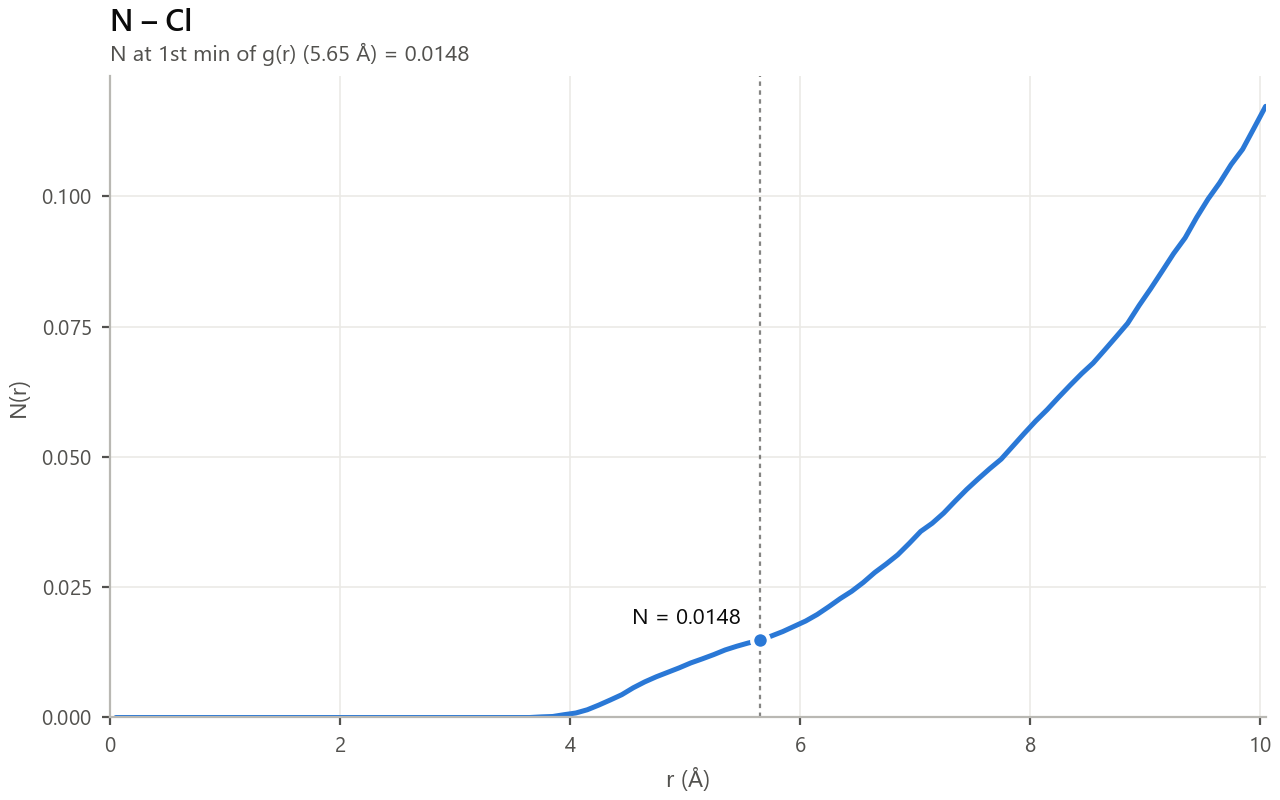 N – Cl
N at 1st min of g(r) (5.65 Å) = 0.0148
0.100
0.075
0.050
0.025
0.000
N(r)
N = 0.0148
0 2 4 6 8 10
r (Å)